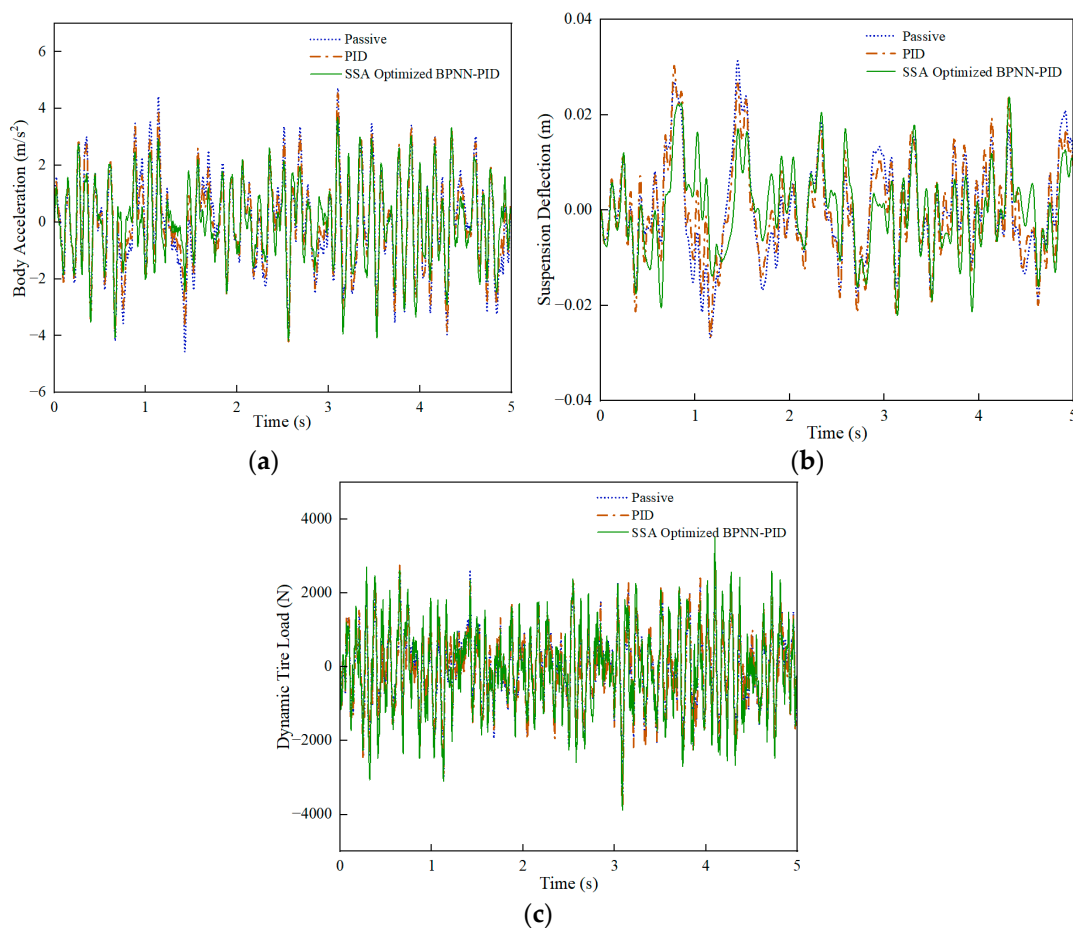 6
4
2
0
−2
−4
−6
Body Acceleration (m/s²)
Passive
PID
SSA Optimized BPNN-PID
0 1 2 3 4 5
Time (s)
(a)
0.04
0.02
0.00
−0.02
−0.04
Suspension Deflection (m)
Passive
PID
SSA Optimized BPNN-PID
0 1 2 3 4 5
Time (s)
(b)
4000
2000
0
−2000
−4000
Dynamic Tire Load (N)
Passive
PID
SSA Optimized BPNN-PID
0 1 2 3 4 5
Time (s)
(c)